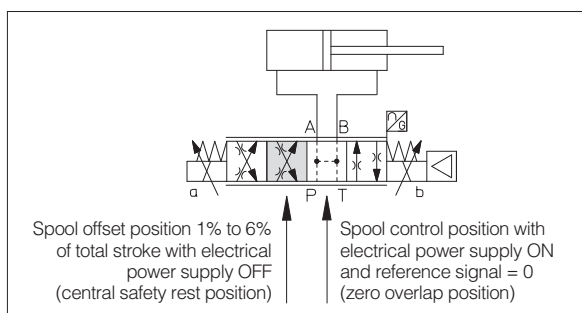 A B
G
a
P T
b
Spool offset position 1% to 6%
of total stroke with electrical
power supply OFF
(central safety rest position)
Spool control position with
electrical power supply ON
and reference signal = 0
(zero overlap position)